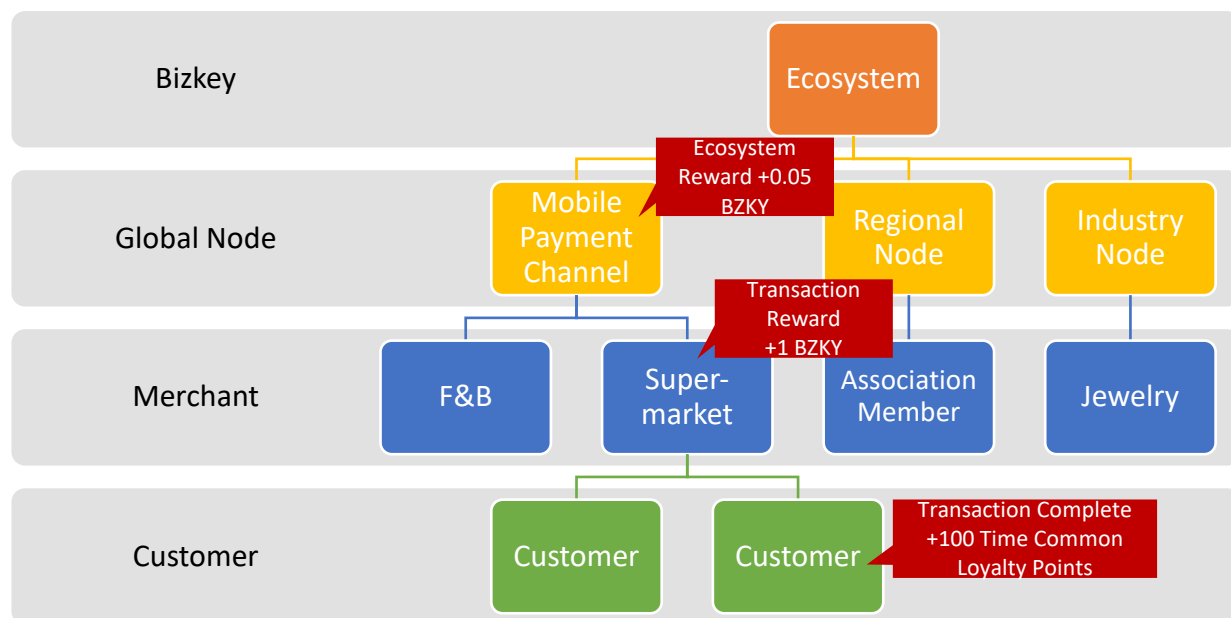 Bizkey
Ecosystem
Ecosystem
Reward +0.05
BZKY
Global Node
Mobile
Payment
Channel
Regional
Node
Industry
Node
Transaction
Reward
+1 BZKY
Merchant
F&B
Super-
market
Association
Member
Jewelry
Customer
Customer
Customer
Transaction Complete
+100 Time Common
Loyalty Points